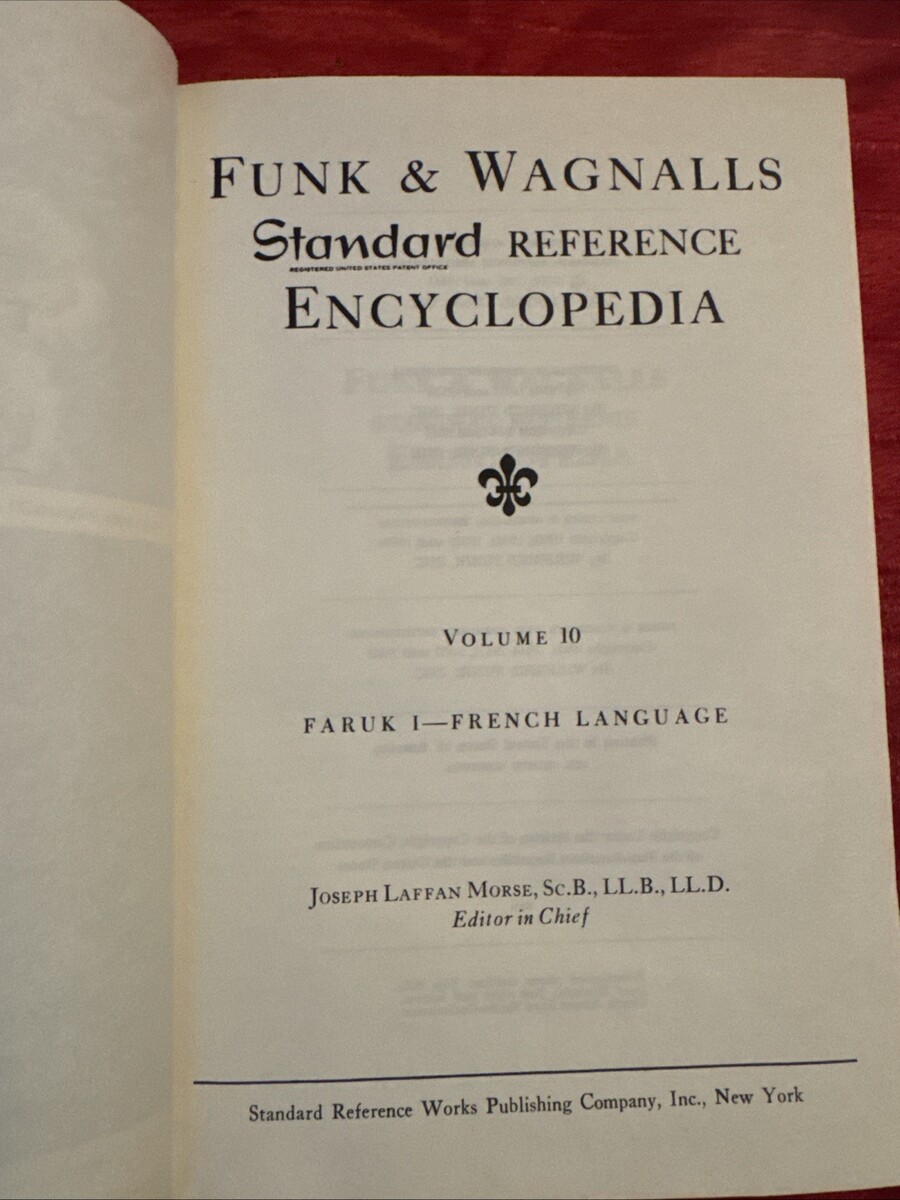 FUNK & WAGNALLS
Standard REFERENCE
REGISTERED UNITED STATES PATENT OFFICE
ENCYCLOPEDIA
VOLUME 10
FARUK I—FRENCH LANGUAGE
JOSEPH LAFFAN MORSE, Sc.B., LL.B., LL.D.
Editor in Chief
Standard Reference Works Publishing Company, Inc., New York